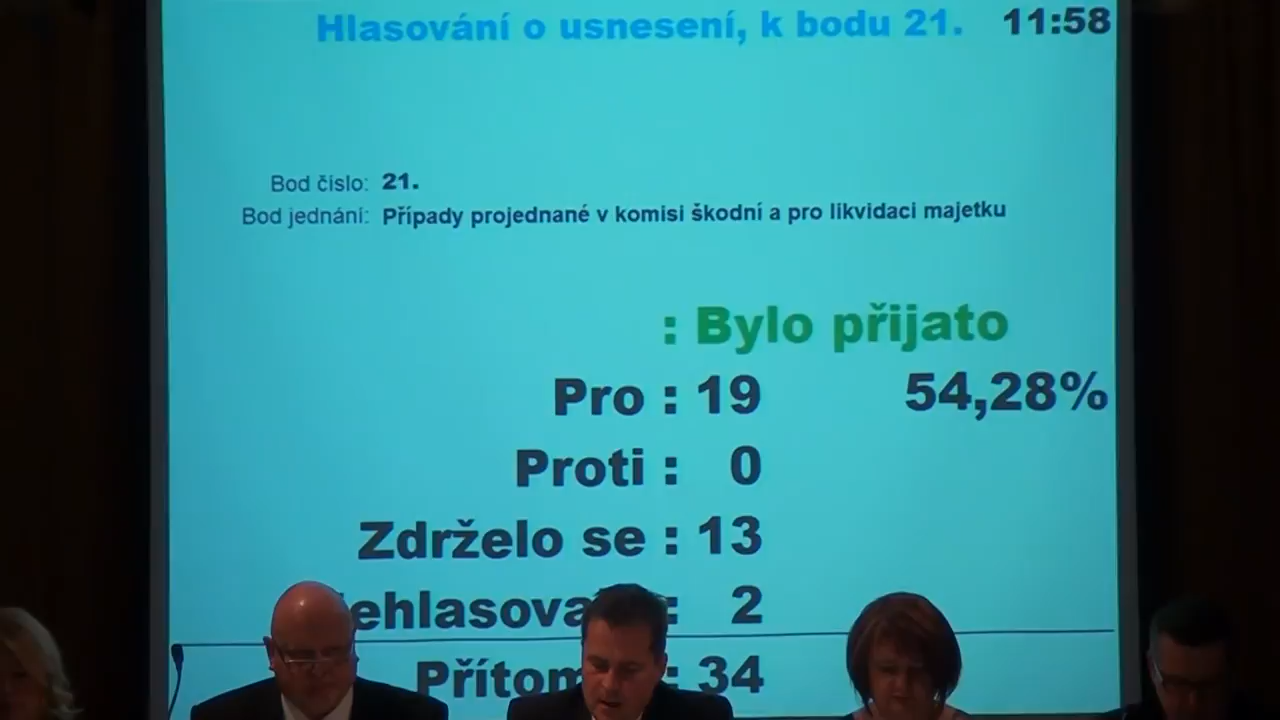 Hlasování o usnesení, k bodu 21. 11:58
Bod číslo: 21.
Bod jednání: Případy projednané v komisi škodní a pro likvidaci majetku
: Bylo přijato
Pro : 19 54,28%
Proti : 0
Zdrželo se : 13
: 2
: 34